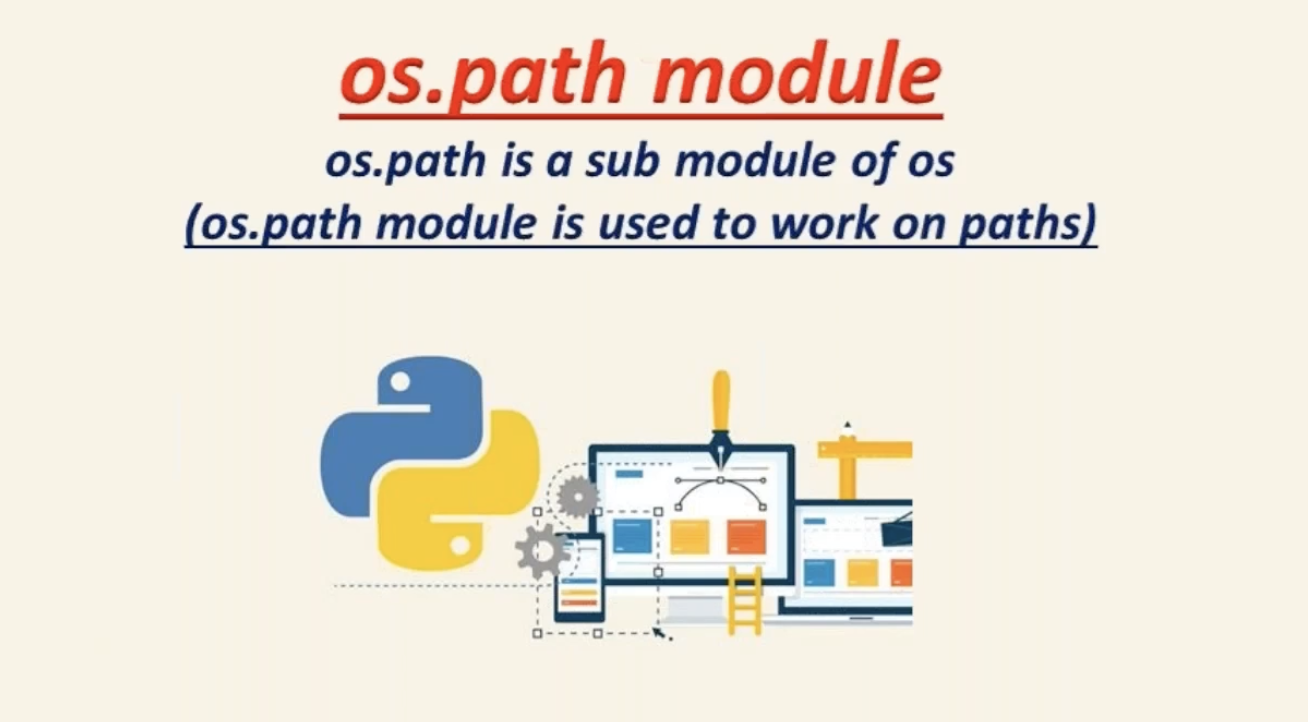 os.path module
os.path is a sub module of os
(os.path module is used to work on paths)